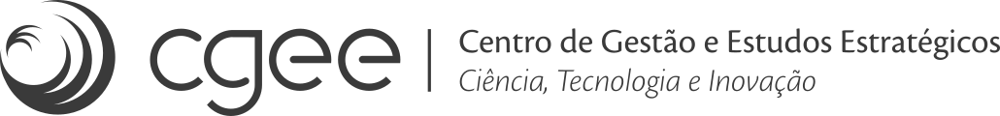 cgee
Centro de Gestão e Estudos Estratégicos
Ciência, Tecnologia e Inovação